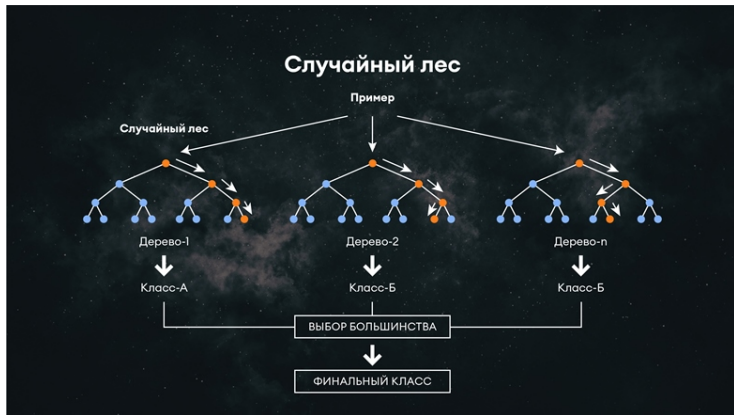 Случайный лес
Пример
Случайный лес
Дерево-1
Дерево-2
Дерево-n
Класс-А
Класс-Б
Класс-Б
ВЫБОР БОЛЬШИНСТВА
ФИНАЛЬНЫЙ КЛАСС